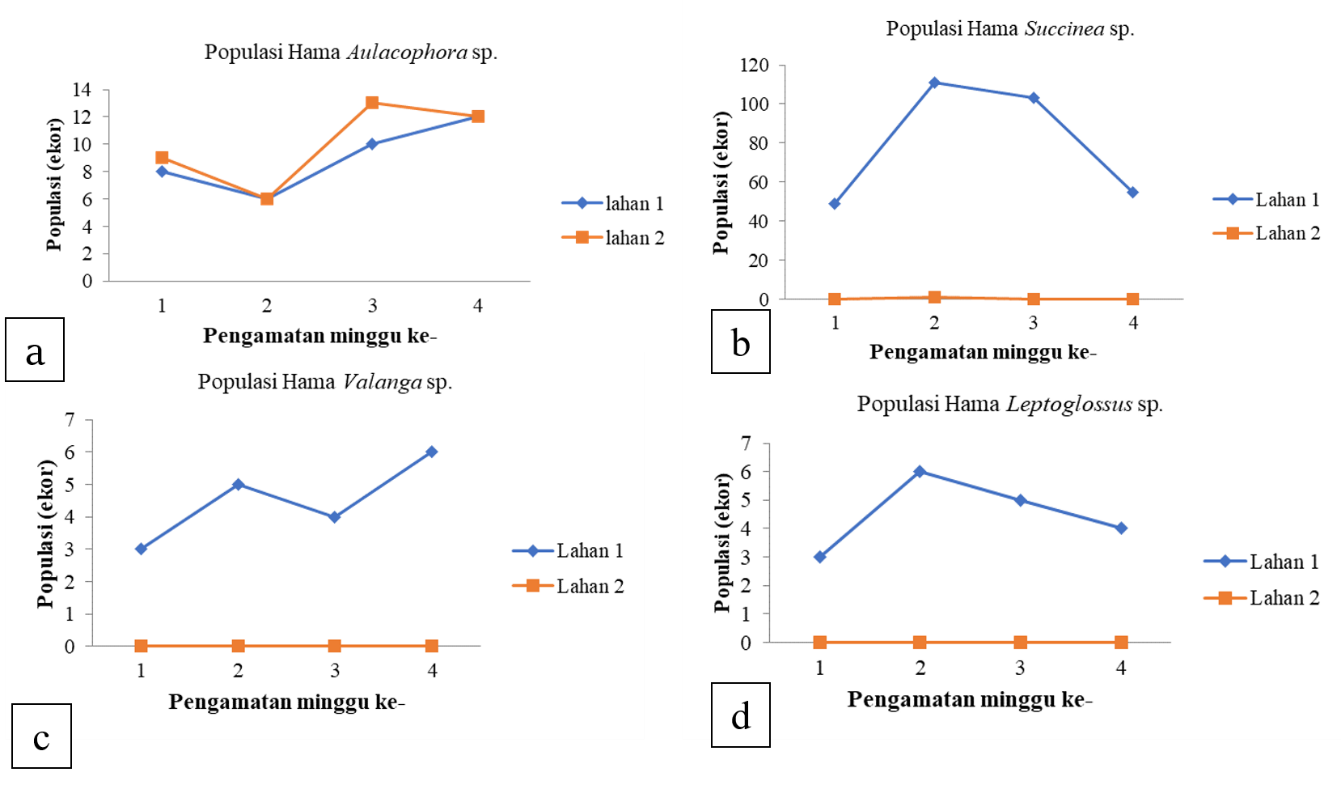 Populasi Hama Aulacophora sp.
Populasi (ekor)
14
12
10
8
6
4
2
0
1 2 3 4
Pengamatan minggu ke-
lahan 1
lahan 2
a
Populasi Hama Succinea sp.
Populasi (ekor)
120
100
80
60
40
20
0
1 2 3 4
Pengamatan minggu ke-
Lahan 1
Lahan 2
b
Populasi Hama Valanga sp.
Populasi (ekor)
7
6
5
4
3
2
1
0
1 2 3 4
Pengamatan minggu ke-
Lahan 1
Lahan 2
c
Populasi Hama Leptoglossus sp.
Populasi (ekor)
7
6
5
4
3
2
1
0
1 2 3 4
Pengamatan minggu ke-
Lahan 1
Lahan 2
d